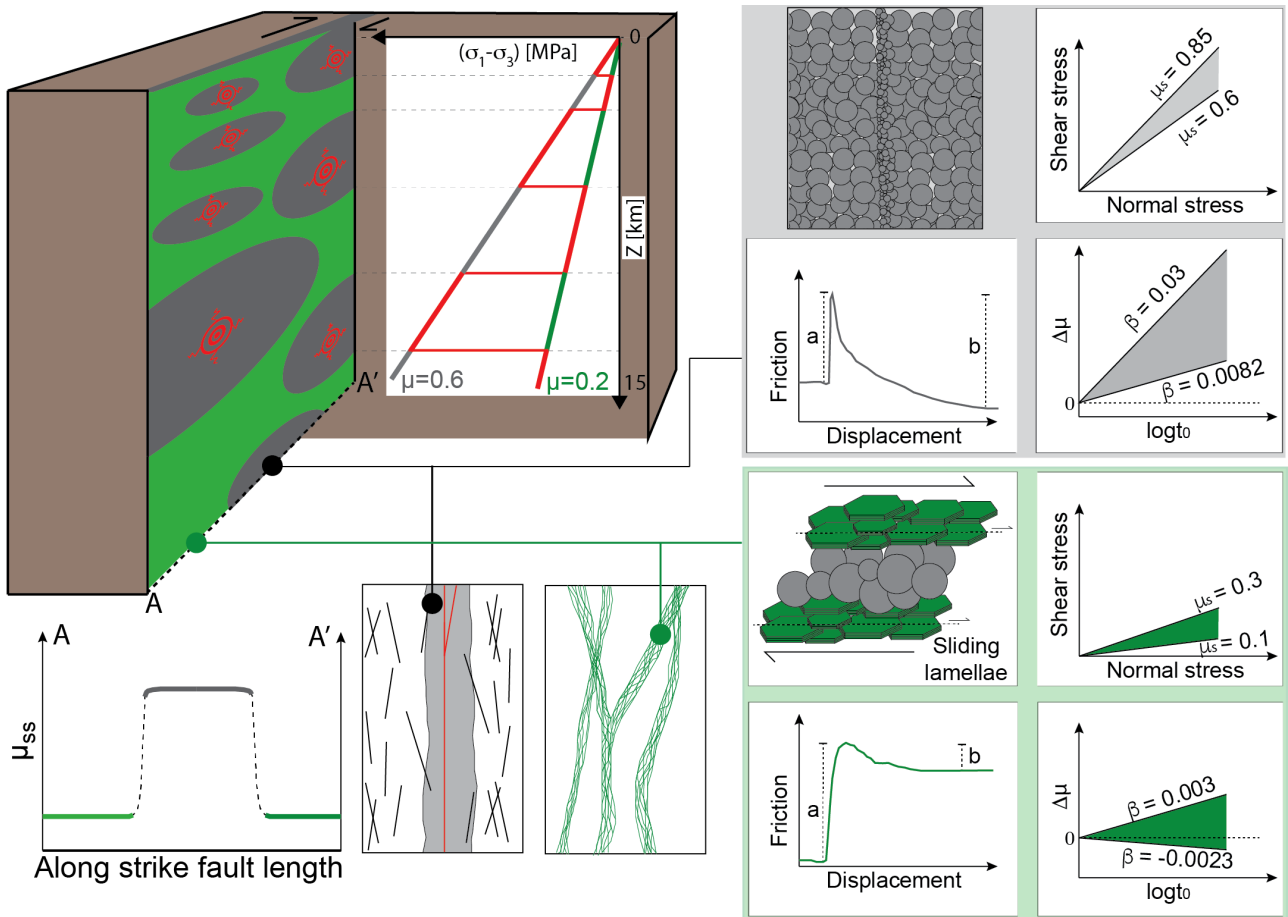 (σ1-σ3) [MPa]
0
Z [km]
15
μ=0.6
μ=0.2
A'
A
A
A'
μss
Along strike fault length
Shear stress
μs = 0.85
μs = 0.6
Normal stress
Friction
a
b
Displacement
Δμ
β = 0.03
β = 0.0082
0
logt0
Sliding
lamellae
Shear stress
μs = 0.3
μs = 0.1
Normal stress
Friction
a
b
Displacement
Δμ
β = 0.003
0
β = -0.0023
logt0